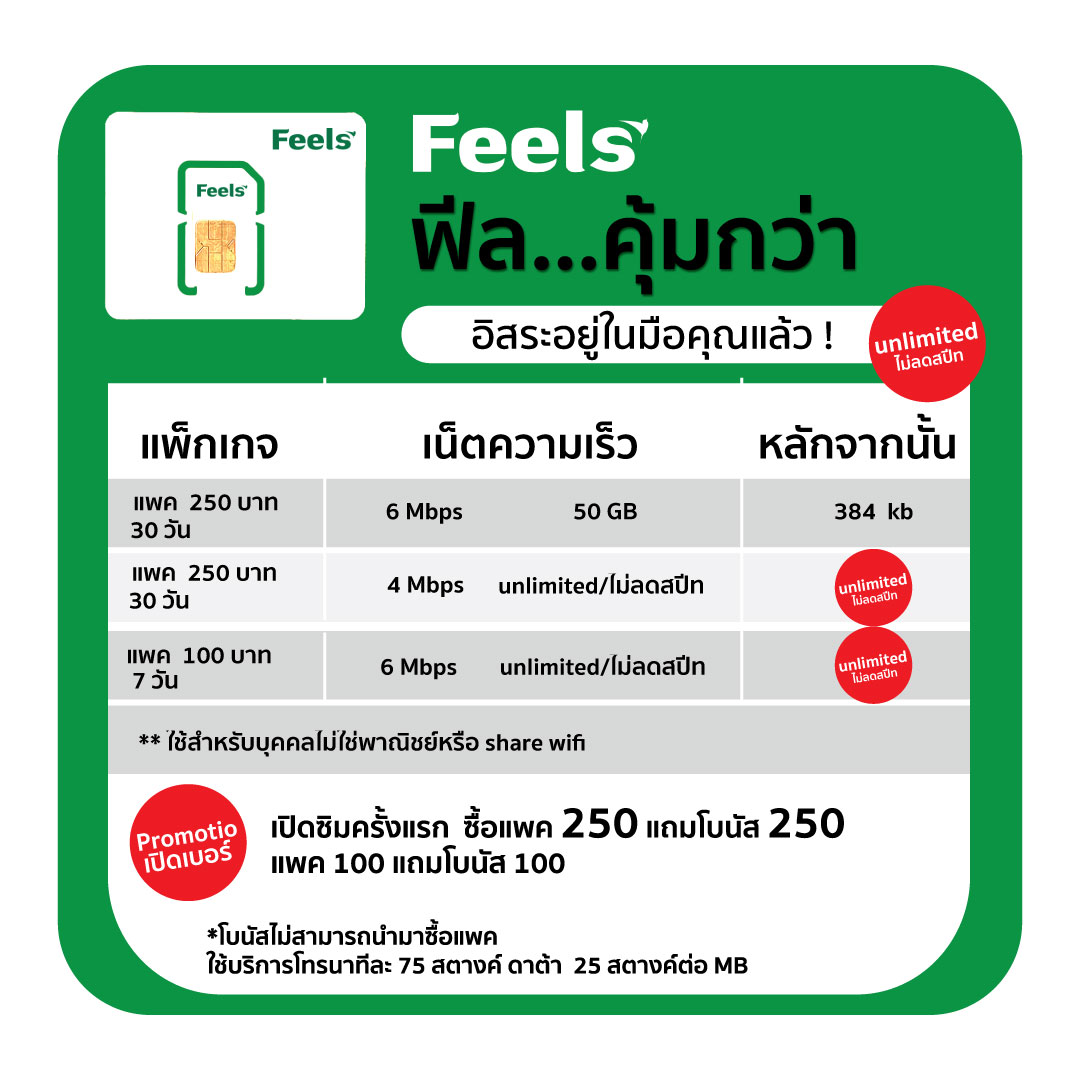 Feels
Feels
Feels
ฟีล...คุ้มกว่า
อิสระอยู่ในมือคุณแล้ว !
unlimited
ไม่ลดสปีท
แพ็กเกจ เน็ตความเร็ว หลักจากนั้น
แพค 250 บาท
30 วัน
6 Mbps 50 GB 384 kb
แพค 250 บาท
30 วัน
4 Mbps unlimited/ไม่ลดสปีท
unlimited
ไม่ลดสปีท
แพค 100 บาท
7 วัน
6 Mbps unlimited/ไม่ลดสปีท
unlimited
ไม่ลดสปีท
** ใช้สำหรับบุคคลไม่ใช่พาณิชย์หรือ share wifi
Promotio
เปิดเบอร์
เปิดซิมครั้งแรก ซื้อแพค 250 แถมโบนัส 250
แพค 100 แถมโบนัส 100
*โบนัสไม่สามารถนำมาซื้อแพค
ใช้บริการโทรนาทีละ 75 สตางค์ ดาต้า 25 สตางค์ต่อ MB